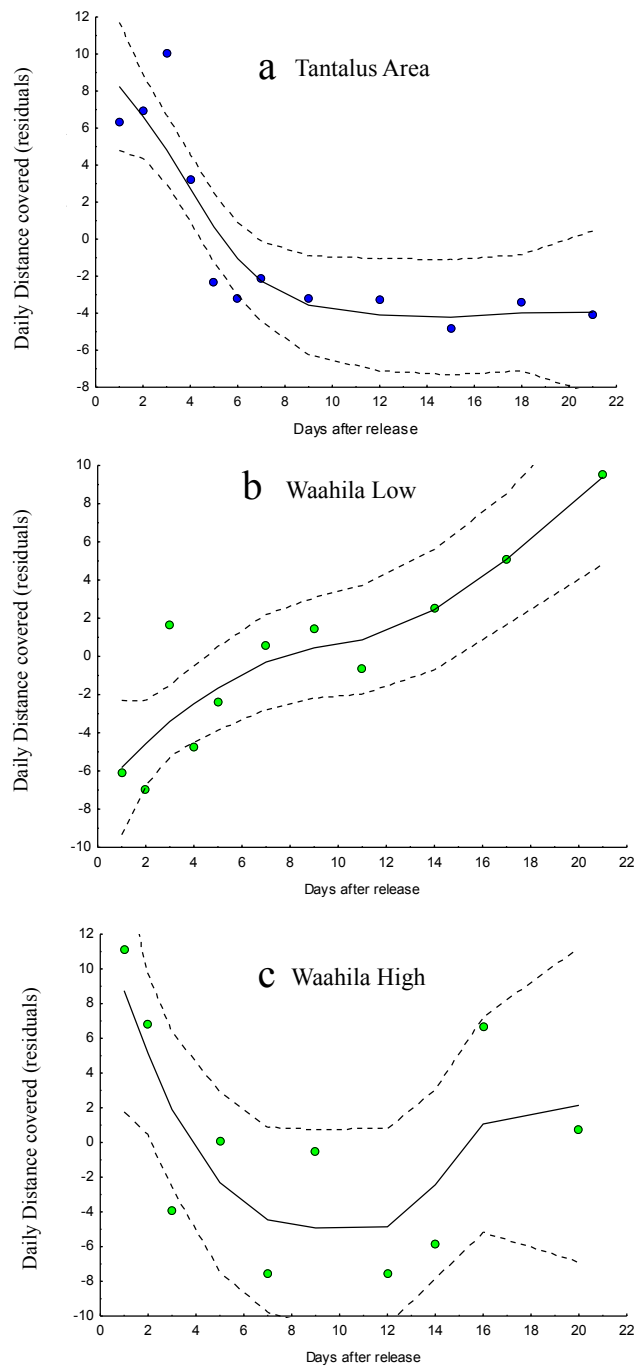 12
10
8
6
4
2
0
-2
-4
-6
-8
Daily Distance covered (residuals)
a Tantalus Area
0 2 4 6 8 10 12 14 16 18 20 22
Days after release
10
8
6
4
2
0
-2
-4
-6
-8
-10
Daily Distance covered (residuals)
b Waahila Low
0 2 4 6 8 10 12 14 16 18 20 22
Days after release
12
10
8
6
4
2
0
-2
-4
-6
-8
-10
Daily Distance covered (residuals)
c Waahila High
0 2 4 6 8 10 12 14 16 18 20 22
Days after release